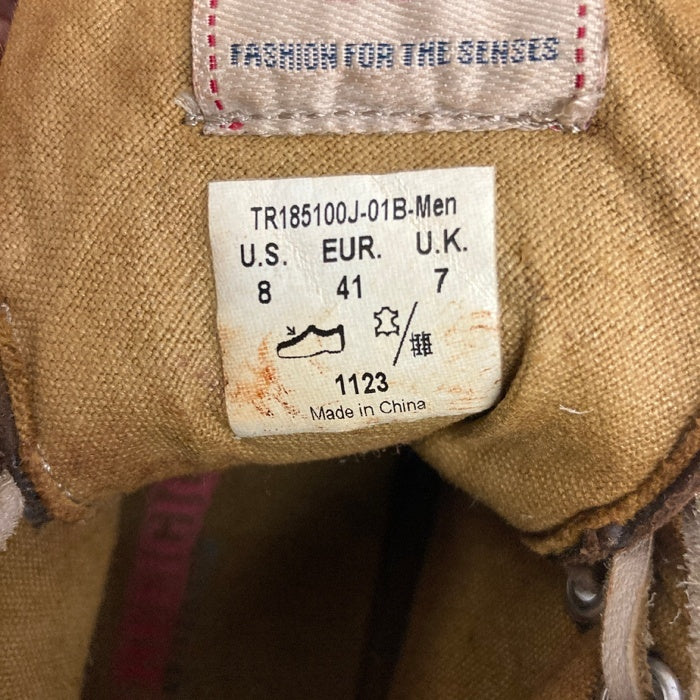 FASHION FOR THE SENSES
TR185100J-01B-Men
U.S. EUR. U.K.
8 41 7
1123
Made in China